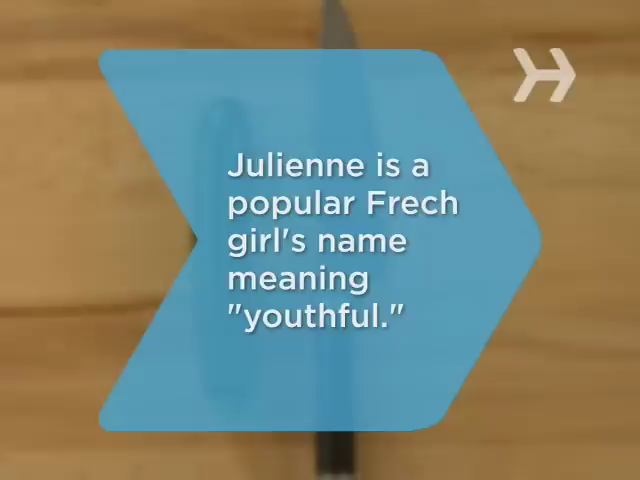 Julienne is a
popular Frech
girl's name
meaning
"youthful."